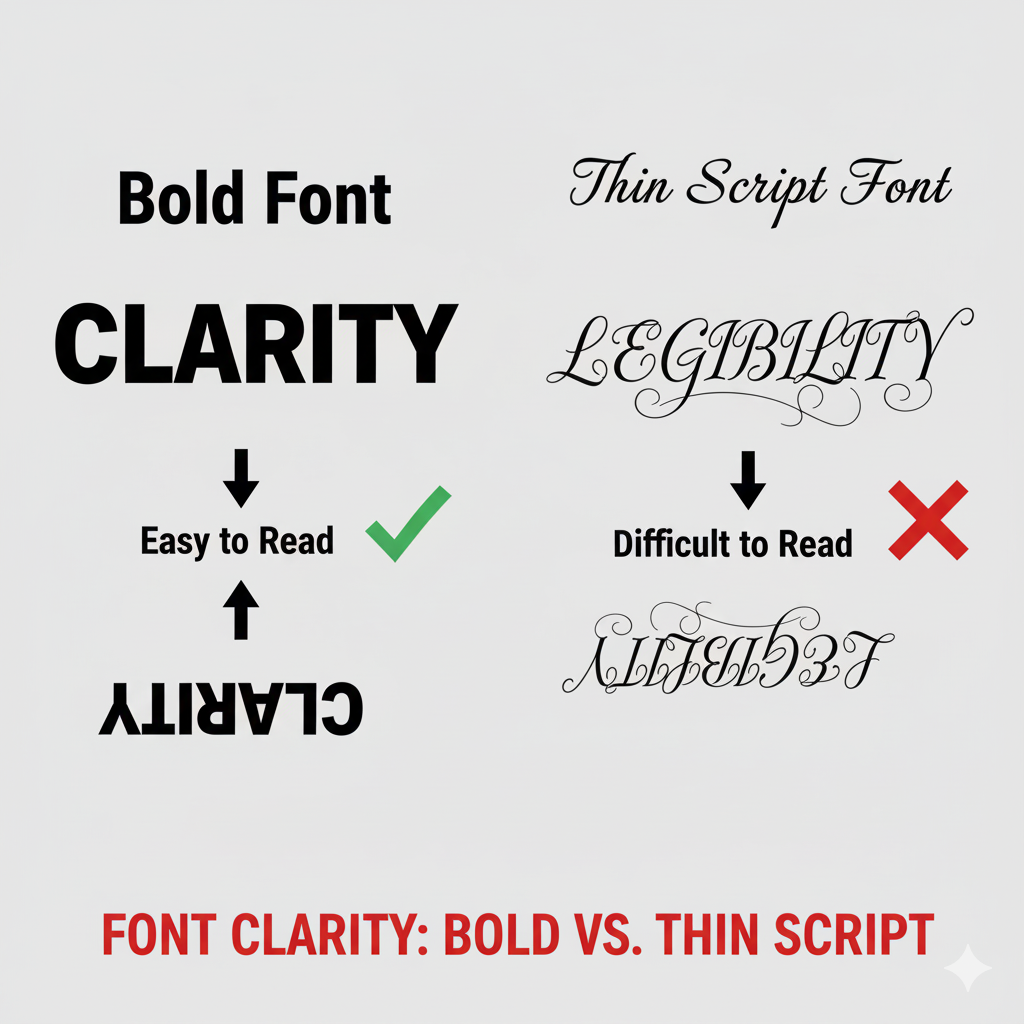 Bold Font
Thin Script Font
CLARITY
LEGIBILITY
Easy to Read
Difficult to Read
CLARITY
FONT CLARITY: BOLD VS. THIN SCRIPT